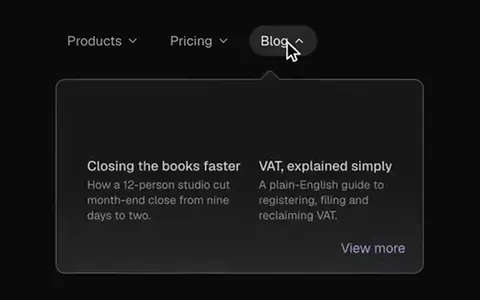 Products
Pricing
Blog
Closing the books faster
How a 12-person studio cut
month-end close from nine
days to two.
VAT, explained simply
A plain-English guide to
registering, filing and
reclaiming VAT.
View more